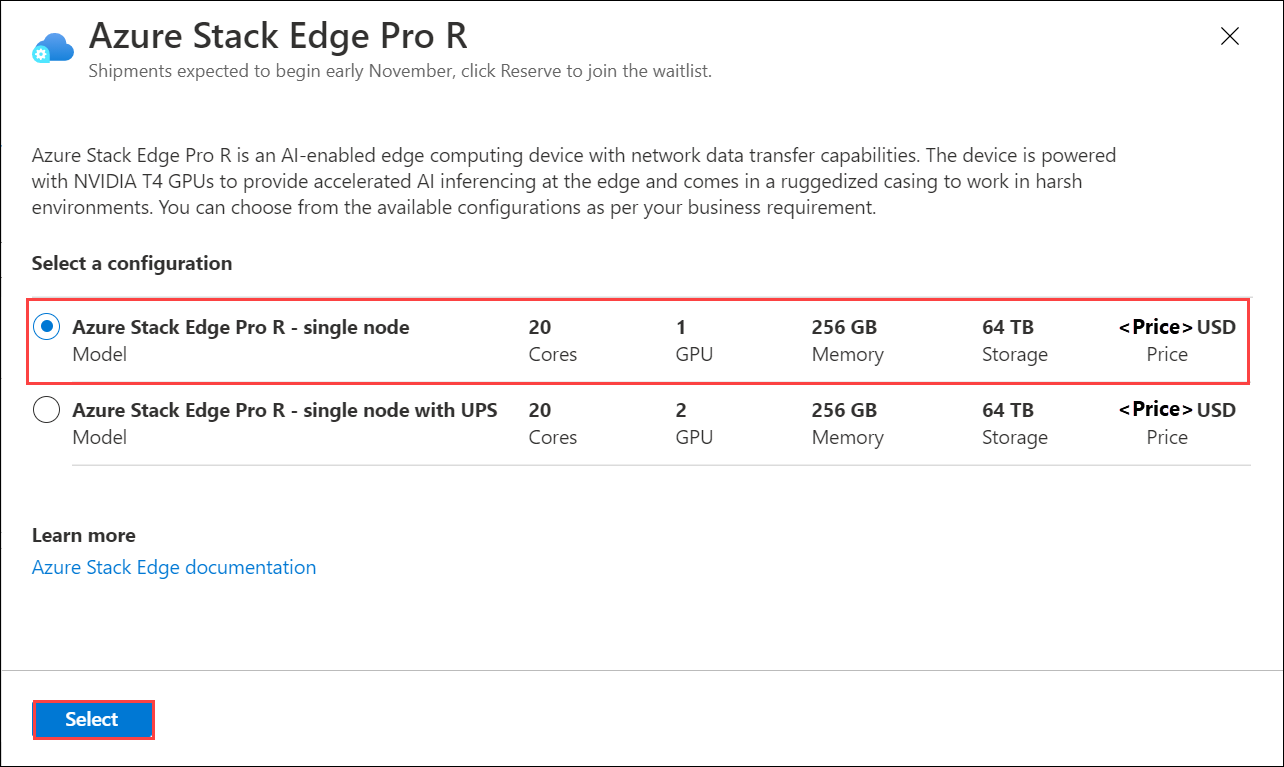 Azure Stack Edge Pro R
Shipments expected to begin early November, click Reserve to join the waitlist.
Azure Stack Edge Pro R is an AI-enabled edge computing device with network data transfer capabilities. The device is powered
with NVIDIA T4 GPUs to provide accelerated AI inferencing at the edge and comes in a ruggedized casing to work in harsh
environments. You can choose from the available configurations as per your business requirement.
Select a configuration
Azure Stack Edge Pro R - single node 20 1 256 GB 64 TB <Price> USD
Model Cores GPU Memory Storage Price
Azure Stack Edge Pro R - single node with UPS 20 2 256 GB 64 TB <Price> USD
Model Cores GPU Memory Storage Price
Learn more
Azure Stack Edge documentation
Select